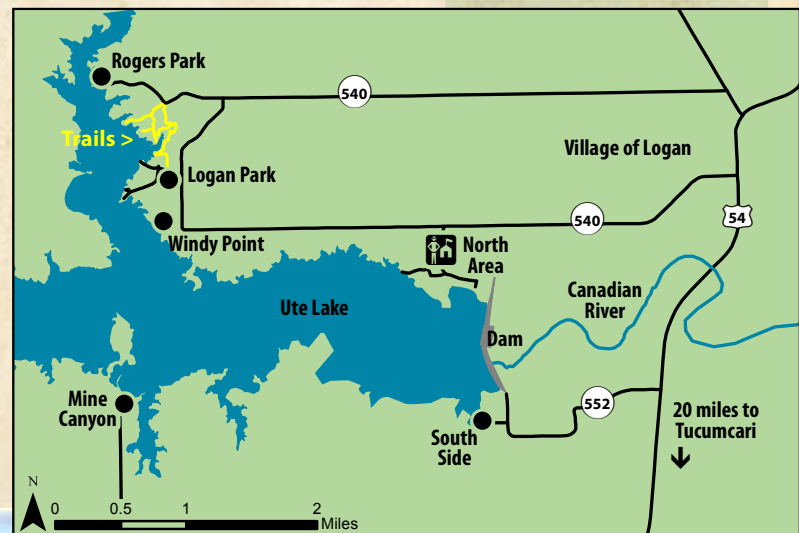 Rogers Park
540
Trails >
Village of Logan
Logan Park
54
540
Windy Point
North
Area
Canadian
River
Ute Lake
Dam
Mine
Canyon
552
20 miles to
Tucumcari
South
Side
N
0 0.5 1 2
Miles